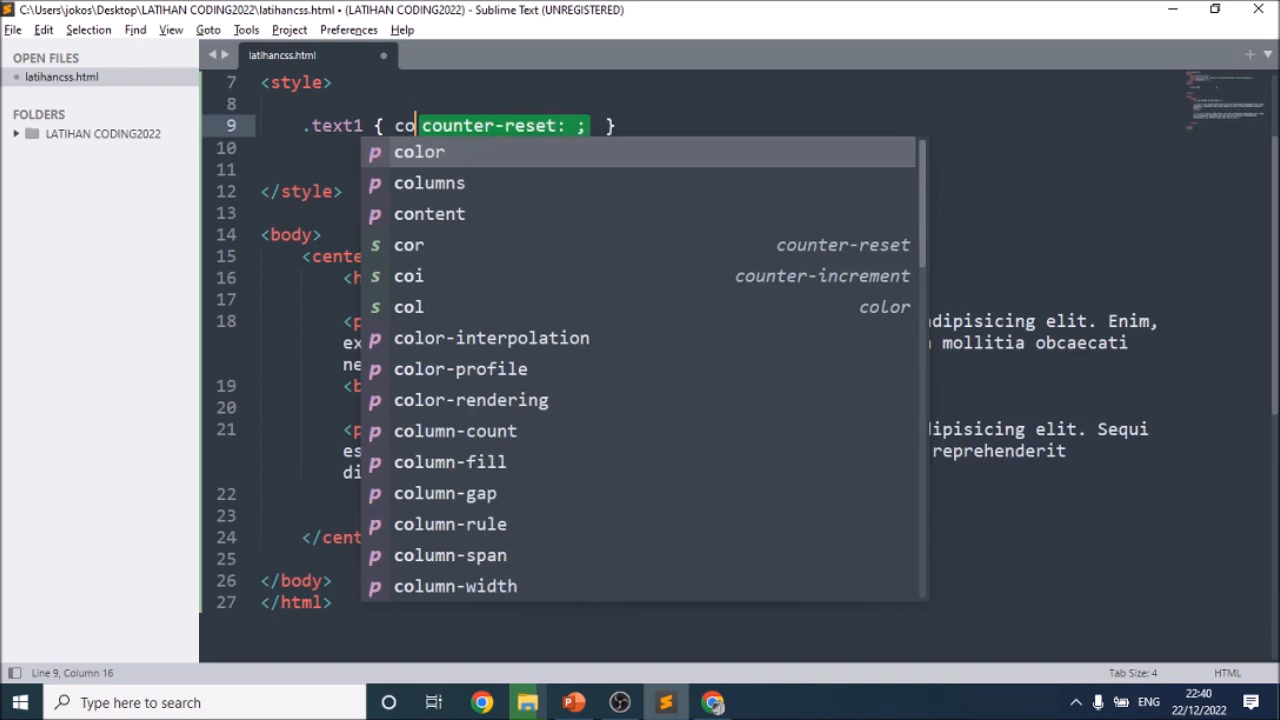 C:\Users\jokos\Desktop\LATIHAN CODING2022\latihancss.html • (LATIHAN CODING2022) - Sublime Text (UNREGISTERED)
File Edit Selection Find View Goto Tools Project Preferences Help
OPEN FILES
latihancss.html
FOLDERS
LATIHAN CODING2022
latihancss.html
7 <style>
8
9 .text1 { co counter-reset: ; }
10
11
12 </style>
13
14 <body>
15 <cente
16 <h
17
18 <p dipisicing elit. Enim,
ex mollitia obcaecati
ne
19 <b
20
21 <p ipisicing elit. Sequi
es reprehenderit
di
22
23
24 </cent
25
26 </body>
27 </html>
p color
p columns
p content
s cor counter-reset
s coi counter-increment
s col color
p color-interpolation
p color-profile
p color-rendering
p column-count
p column-fill
p column-gap
p column-rule
p column-span
p column-width
Line 9, Column 16
Tab Size: 4
HTML
Type here to search
ENG
22:40
22/12/2022